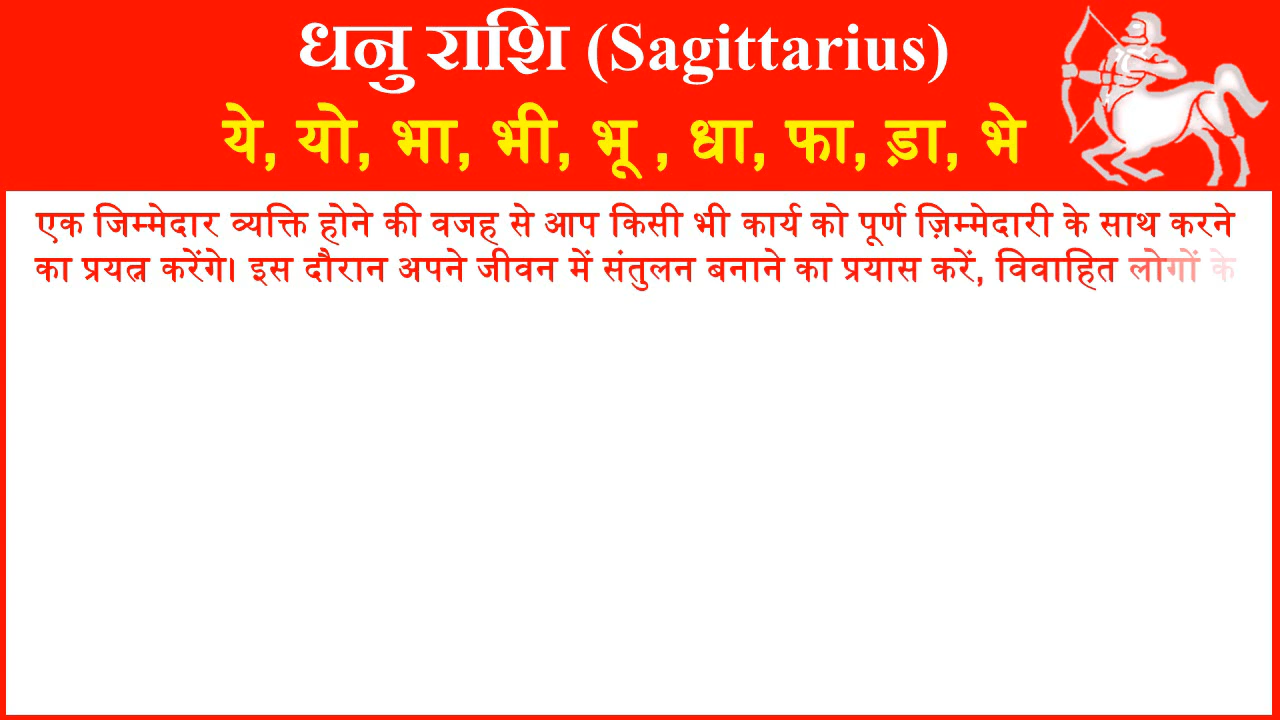 धनु राशि (Sagittarius)
ये, यो, भा, भी, भू , धा, फा, ड़ा, भे
एक जिम्मेदार व्यक्ति होने की वजह से आप किसी भी कार्य को पूर्ण ज़िम्मेदारी के साथ करने
का प्रयत्न करेंगे। इस दौरान अपने जीवन में संतुलन बनाने का प्रयास करें, विवाहित लोगों के